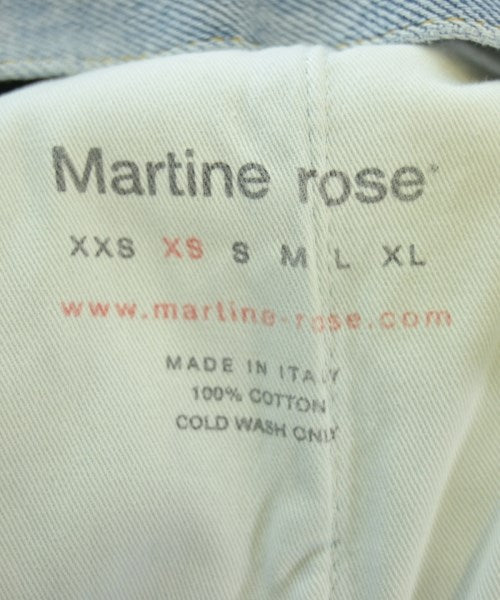 Martine rose
XXS XS S M L XL
www.martine-rose.com
MADE IN ITALY
100% COTTON
COLD WASH ONLY